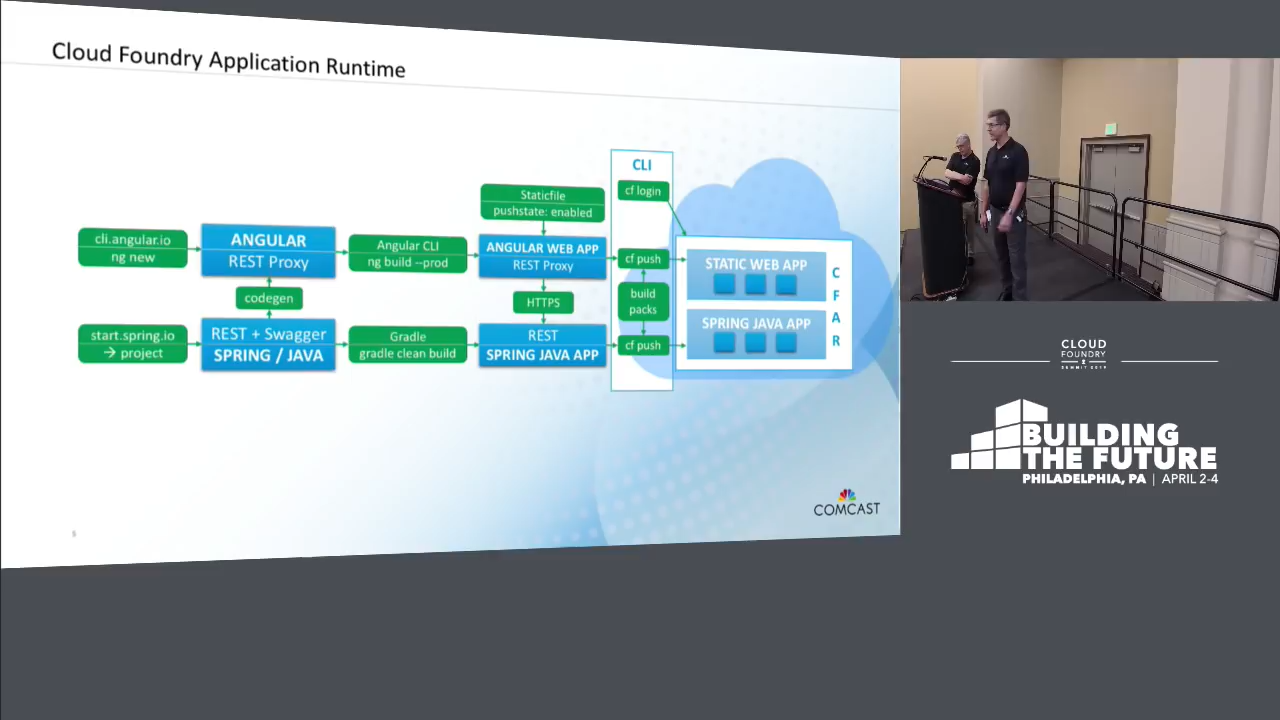 Cloud Foundry Application Runtime
CLI
cf login
Staticfile
pushstate: enabled
cli.angular.io
ng new
ANGULAR
REST Proxy
Angular CLI
ng build --prod
ANGULAR WEB APP
REST Proxy
cf push
STATIC WEB APP
codegen
HTTPS
build
packs
start.spring.io
→ project
REST + Swagger
SPRING / JAVA
Gradle
gradle clean build
REST
SPRING JAVA APP
cf push
SPRING JAVA APP
C
F
A
R
COMCAST
9
CLOUD
FOUNDRY
SUMMIT 2019
BUILDING
THE FUTURE
PHILADELPHIA, PA | APRIL 2-4